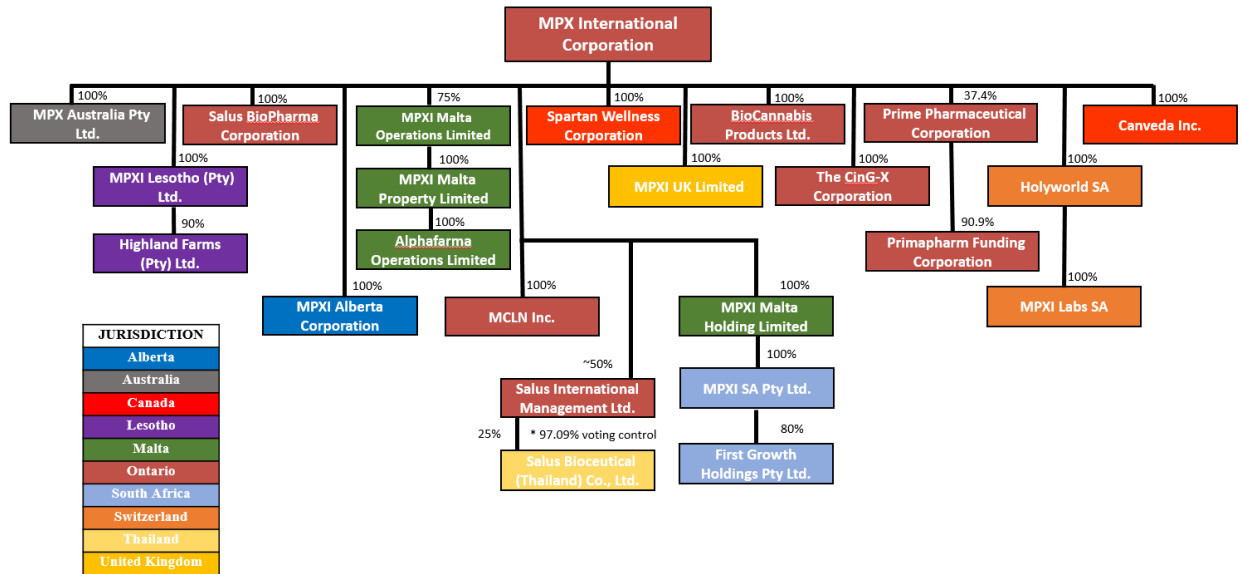 MPX International
Corporation
100%
MPX Australia Pty
Ltd.
100%
Salus BioPharma
Corporation
75%
MPXI Malta
Operations Limited
100%
Spartan Wellness
Corporation
100%
BioCannabis
Products Ltd.
37.4%
Prime Pharmaceutical
Corporation
100%
Canveda Inc.
100%
MPXI Lesotho (Pty)
Ltd.
100%
MPXI Malta
Property Limited
100%
MPXI UK Limited
100%
The CinG-X
Corporation
100%
Holyworld SA
90%
Highland Farms
(Pty) Ltd.
100%
Alphafarma
Operations Limited
90.9%
Primapharm Funding
Corporation
100%
MPXI Alberta
Corporation
100%
MCLN Inc.
100%
MPXI Malta
Holding Limited
100%
MPXI Labs SA
~50%
Salus International
Management Ltd.
100%
MPXI SA Pty Ltd.
25%
* 97.09% voting control
Salus Bioceutical
(Thailand) Co., Ltd.
80%
First Growth
Holdings Pty Ltd.
JURISDICTION
Alberta
Australia
Canada
Lesotho
Malta
Ontario
South Africa
Switzerland
Thailand
United Kingdom